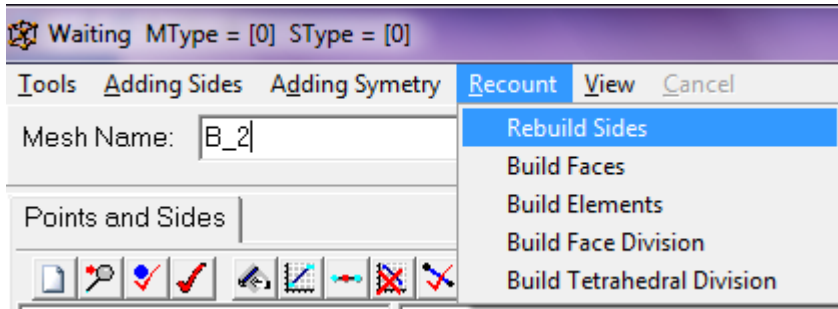 Waiting MType = [0] SType = [0]
Tools Adding Sides Adding Symetry Recount View Cancel
Mesh Name: B_2
Rebuild Sides
Build Faces
Build Elements
Build Face Division
Build Tetrahedral Division
Points and Sides